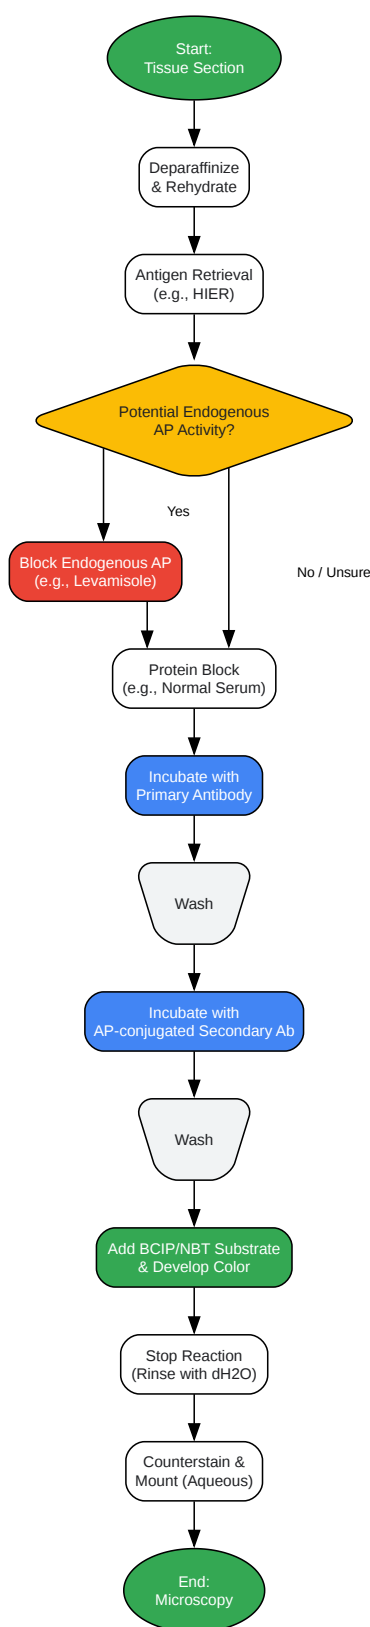 Start:
Tissue Section
Deparaffinize
& Rehydrate
Antigen Retrieval
(e.g., HIER)
Potential Endogenous
AP Activity?
Yes
No / Unsure
Block Endogenous AP
(e.g., Levamisole)
Protein Block
(e.g., Normal Serum)
Incubate with
Primary Antibody
Wash
Incubate with
AP-conjugated Secondary Ab
Wash
Add BCIP/NBT Substrate
& Develop Color
Stop Reaction
(Rinse with dH2O)
Counterstain &
Mount (Aqueous)
End:
Microscopy